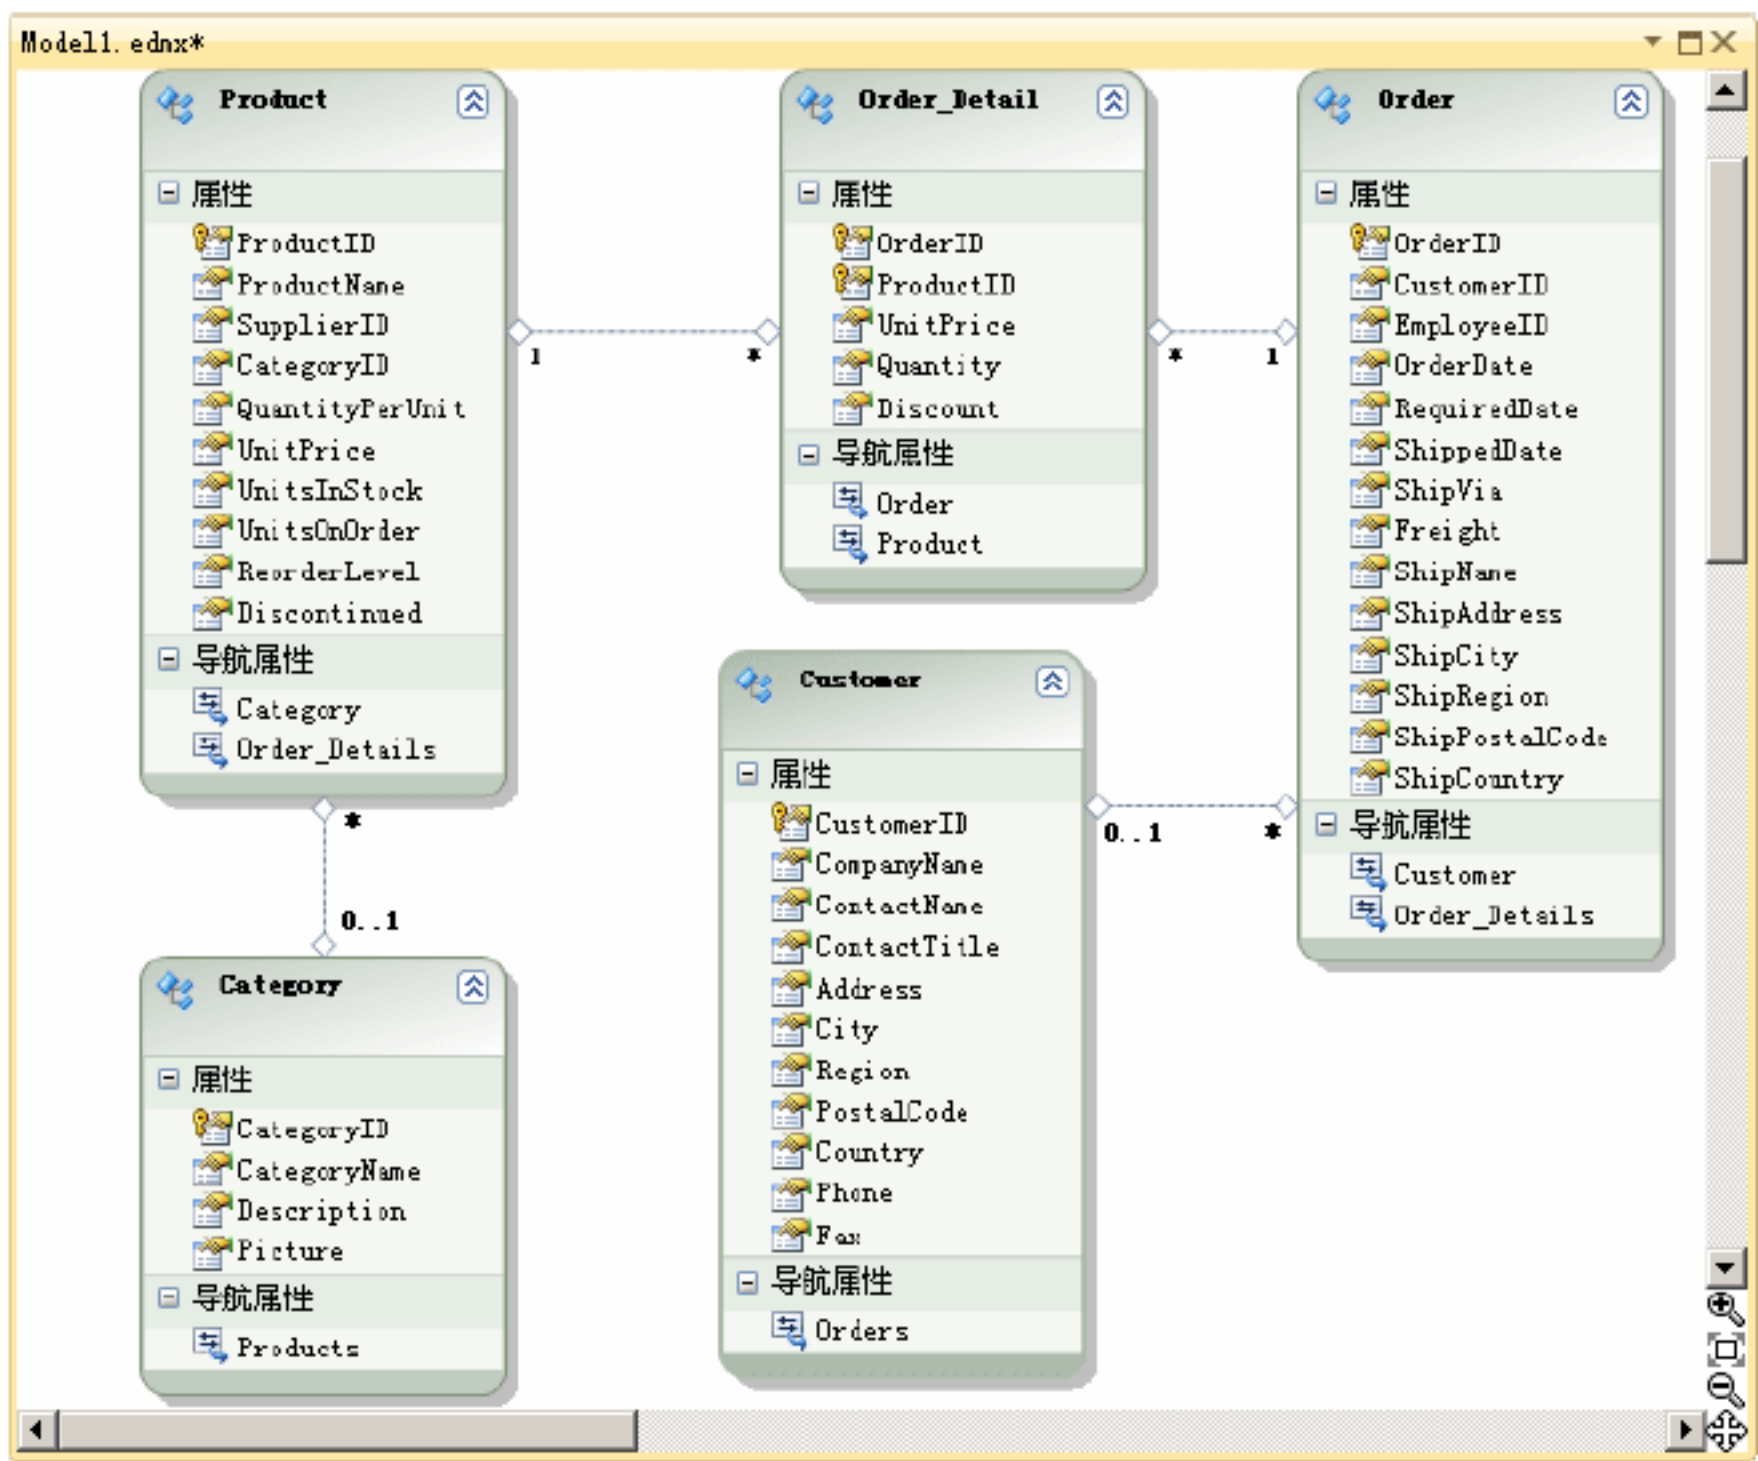 Model1.edmx*
Product
属性
ProductID
ProductName
SupplierID
CategoryID
QuantityPerUnit
UnitPrice
UnitsInStock
UnitsOnOrder
ReorderLevel
Discontinued
导航属性
Category
Order_Details
1
*
Order_Detail
属性
OrderID
ProductID
UnitPrice
Quantity
Discount
导航属性
Order
Product
*
1
Order
属性
OrderID
CustomerID
EmployeeID
OrderDate
RequiredDate
ShippedDate
ShipVia
Freight
ShipName
ShipAddress
ShipCity
ShipRegion
ShipPostalCode
ShipCountry
导航属性
Customer
Order_Details
*
0..1
Category
属性
CategoryID
CategoryName
Description
Picture
导航属性
Products
Customer
属性
CustomerID
CompanyName
ContactName
ContactTitle
Address
City
Region
PostalCode
Country
Phone
Fax
导航属性
Orders
0..1
*